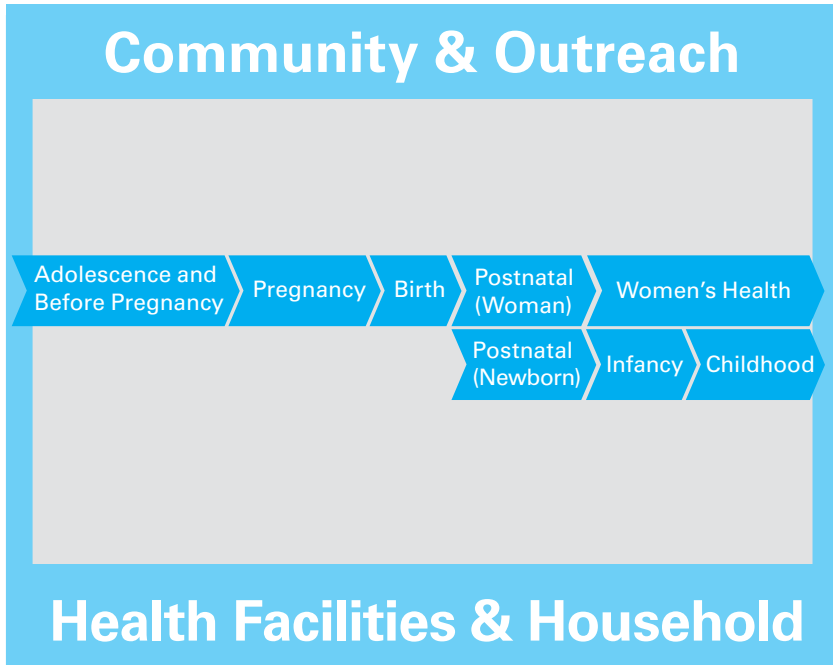 Community & Outreach
Adolescence and
Before Pregnancy
Pregnancy
Birth
Postnatal
(Woman)
Women’s Health
Postnatal
(Newborn)
Infancy
Childhood
Health Facilities & Household